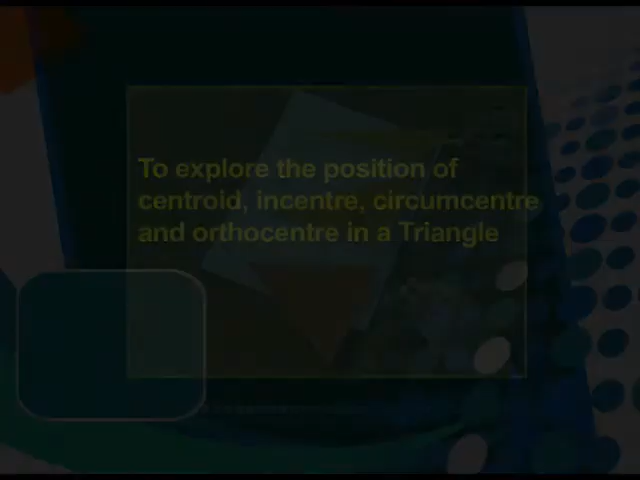 To explore the position of
centroid, incentre, circumcentre
and orthocentre in a Triangle